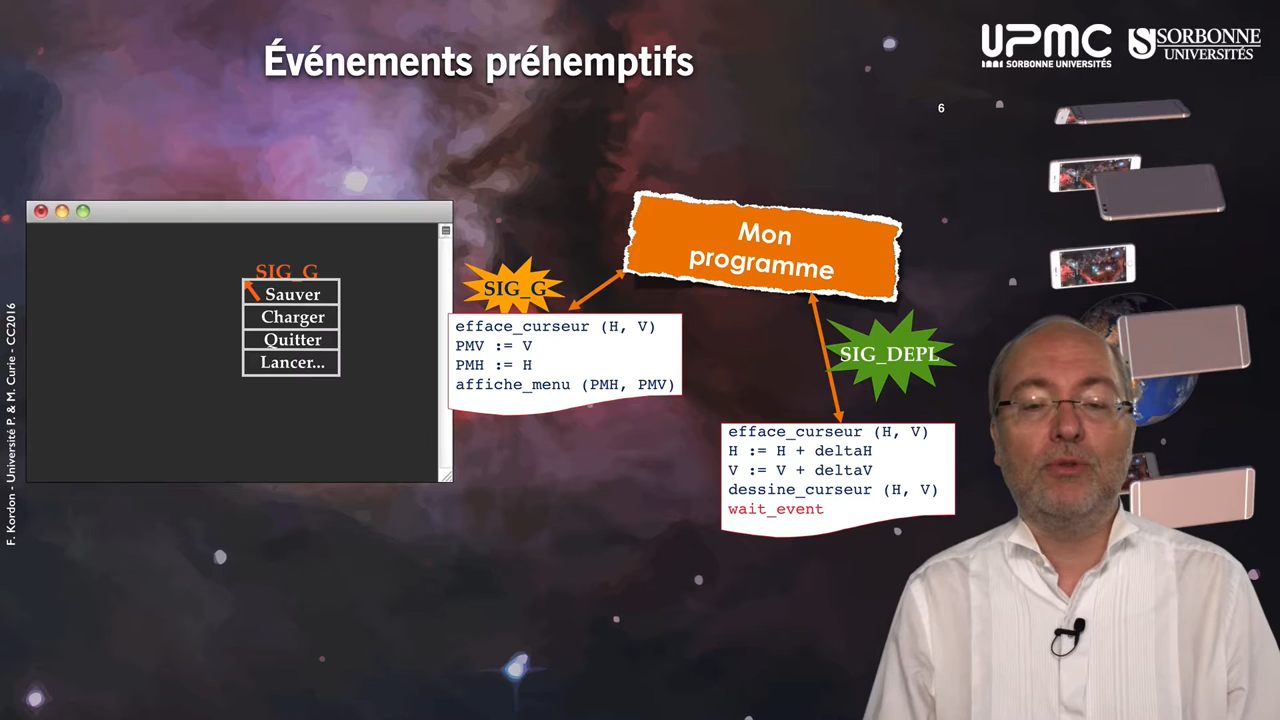 Événements préhemptifs
UPMC
SORBONNE UNIVERSITÉS
SORBONNE
UNIVERSITÉS
6
SIG_G
Sauver
Charger
Quitter
Lancer...
Mon
programme
SIG_G
efface_curseur (H, V)
PMV := V
PMH := H
affiche_menu (PMH, PMV)
SIG_DEPL
efface_curseur (H, V)
H := H + deltaH
V := V + deltaV
dessine_curseur (H, V)
wait_event
F. Kordon - Université P. & M. Curie - CC2016